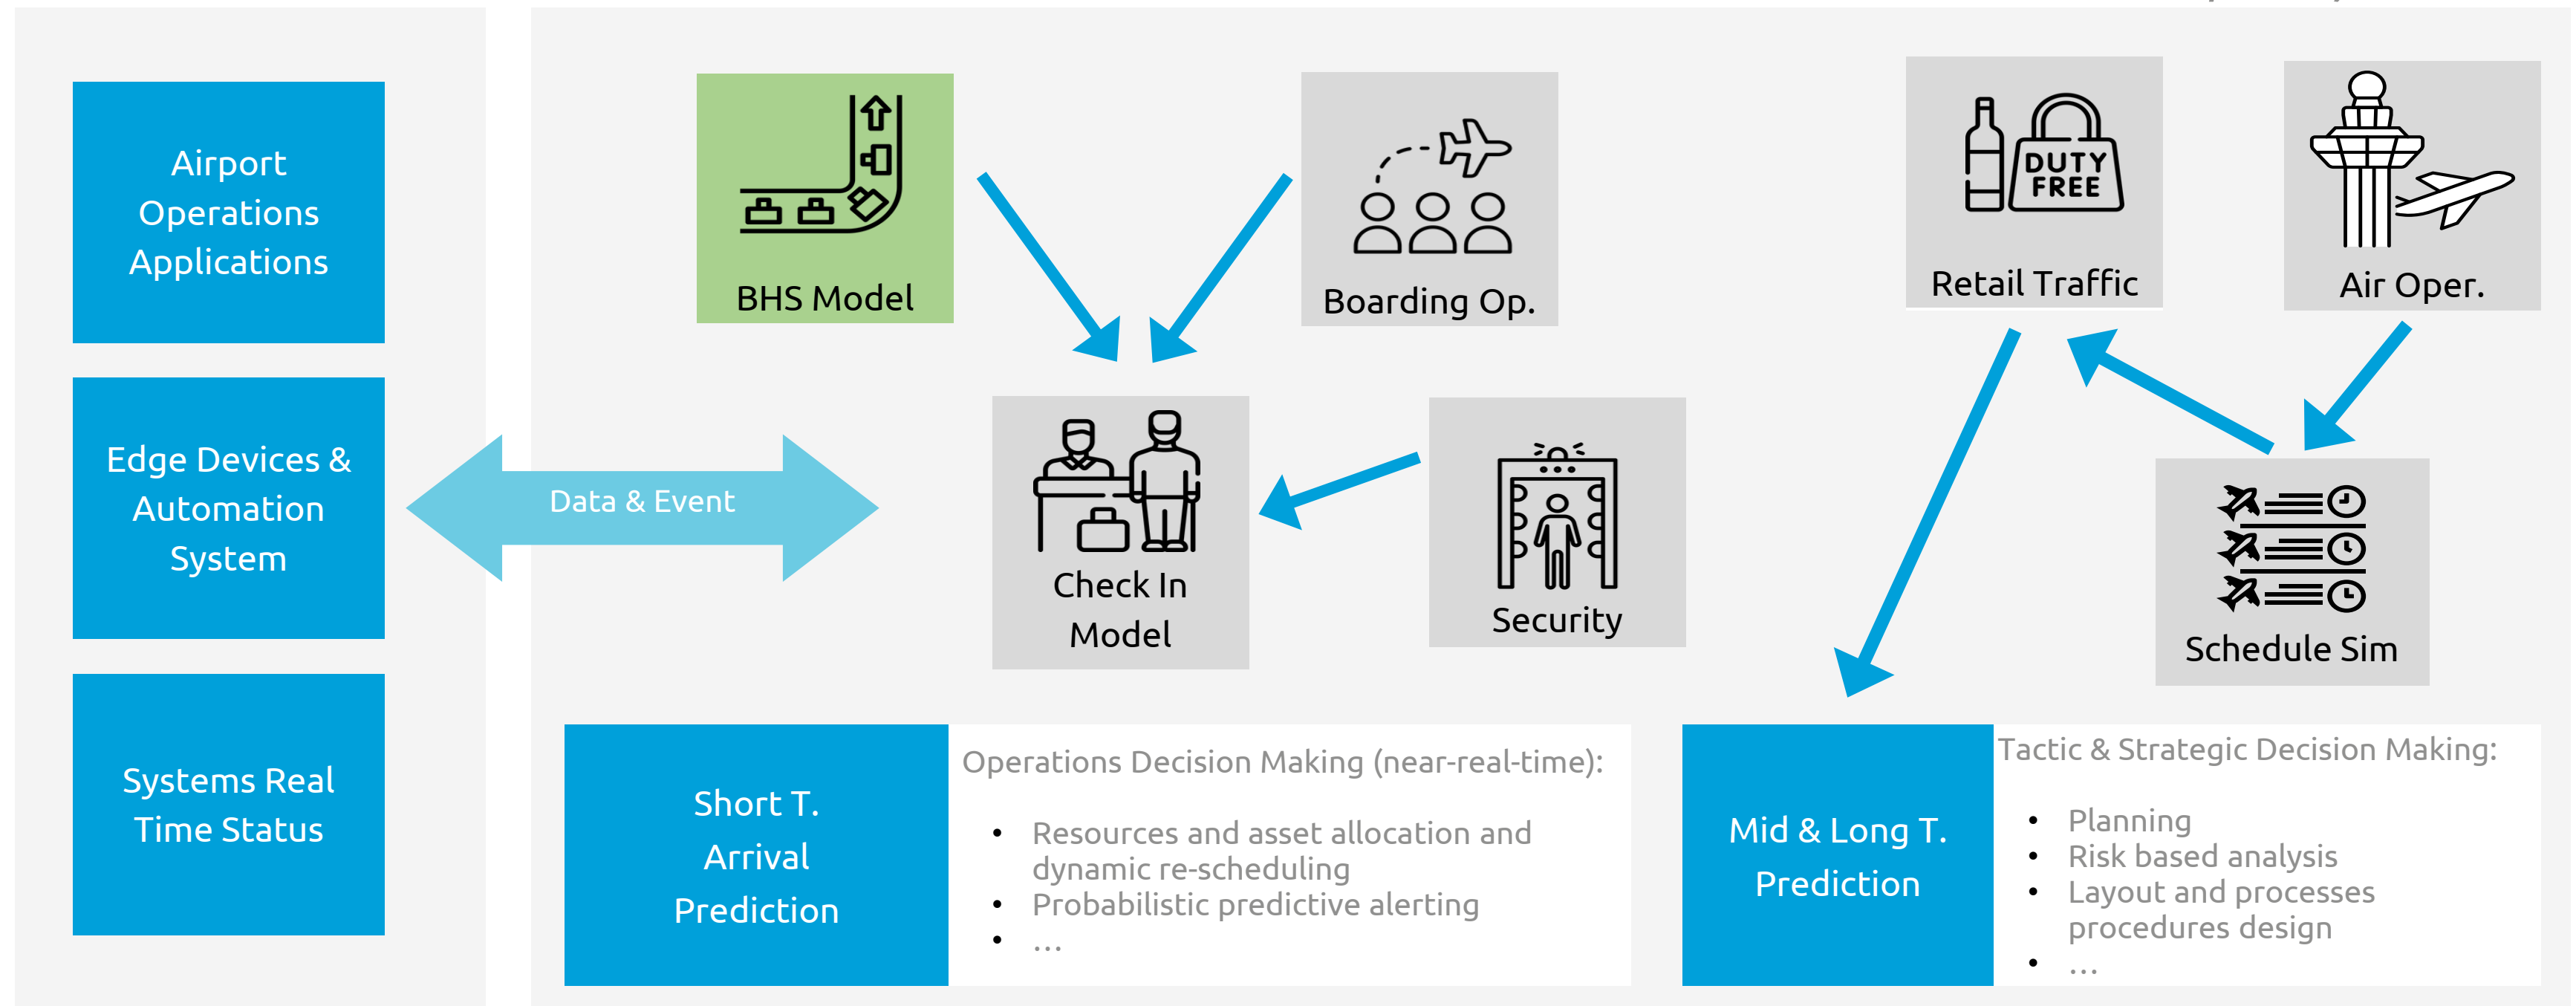 Airport
Operations
Applications
Edge Devices &
Automation
System
Systems Real
Time Status
Data & Event
BHS Model
Boarding Op.
DUTY
FREE
Retail Traffic
Air Oper.
Check In
Model
Security
Schedule Sim
Short T.
Arrival
Prediction
Operations Decision Making (near-real-time):
• Resources and asset allocation and
dynamic re-scheduling
• Probabilistic predictive alerting
• …
Mid & Long T.
Prediction
Tactic & Strategic Decision Making:
• Planning
• Risk based analysis
• Layout and processes
procedures design
• …